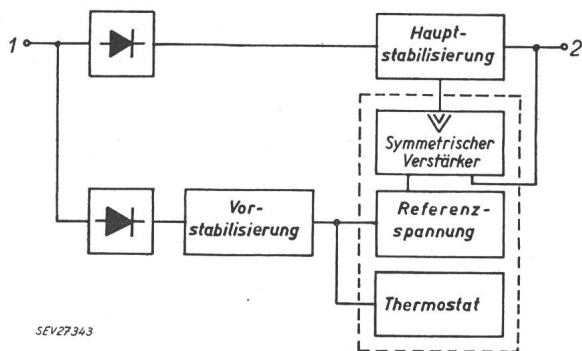 1
Haupt-
stabilisierung
2
Symmetrischer
Verstärker
Vor-
stabilisierung
Referenz-
spannung
Thermostat
SEV27343